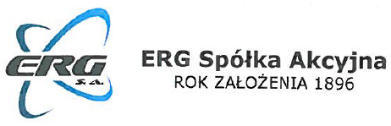 ERG
S.A.
ERG Spółka Akcyjna
ROK ZAŁOŻENIA 1896